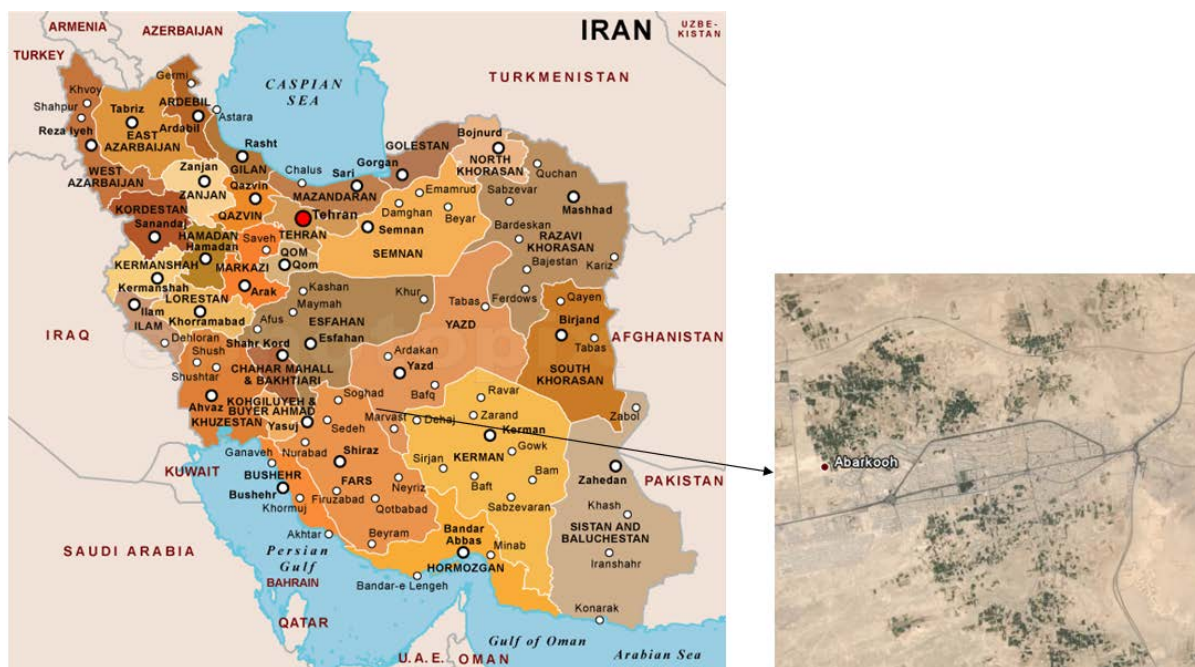 ARMENIA
AZERBAIJAN
IRAN
UZBE-
KISTAN
TURKEY
CASPIAN
SEA
TURKMENISTAN
Germi
Khvoy
Shahpur
Tabriz
ARDEBIL
Astara
Reza Iyeh
EAST
AZARBAIJAN
Ardabil
Rasht
GILAN
WEST
AZARBAIJAN
Zanjan
ZANJAN
Chalus
Sari
Gorgan
GOLESTAN
Bojnurd
NORTH
KHORASAN
Quchan
Qazvin
QAZVIN
MAZANDARAN
Emamrud
Sabzevar
Mashhad
KORDESTAN
Sanandaj
Tehran
TEHRAN
Damghan
Beyar
Semnan
SEMNAN
Bardeskan
RAZAVI
KHORASAN
HAMADAN
Hamadan
Saveh
QOM
Qom
Bajestan
Kariz
KERMANSHAH
Kermanshah
MARKAZI
Arak
Kashan
Maymah
Khur
Tabas
Ferdows
Qayen
Ilam
ILAM
LORESTAN
Khorramabad
Afus
ESFAHAN
Esfahan
YAZD
Birjand
Tabas
AFGHANISTAN
IRAQ
Dehloran
Shush
Shushtar
Shahr Kord
CHAHAR MAHALL
& BAKHTIARI
Ardakan
Yazd
Bafq
SOUTH
KHORASAN
Ahvaz
KHUZESTAN
KOHGILUYEH &
BUYER AHMAD
Yasuj
Soghad
Sedeh
Marvast
Dehaj
Ravar
Zarand
Kerman
Zabol
Abarkooh
KUWAIT
Ganaveh
Nurabad
Shiraz
Sirjan
KERMAN
Gowk
Bam
Zahedan
PAKISTAN
BUSHEHR
Bushehr
Khormuj
Firuzabad
FARS
Neyriz
Qotbabad
Baft
Sabzevaran
Khash
SISTAN AND
BALUCHESTAN
Iranshahr
SAUDI ARABIA
Akhtar
Beyram
Persian
Gulf
Bandar
Abbas
HORMOZGAN
Minab
BAHRAIN
Bandar-e Lengeh
Konarak
QATAR
Gulf of Oman
U.A.E.
OMAN
Arabian Sea